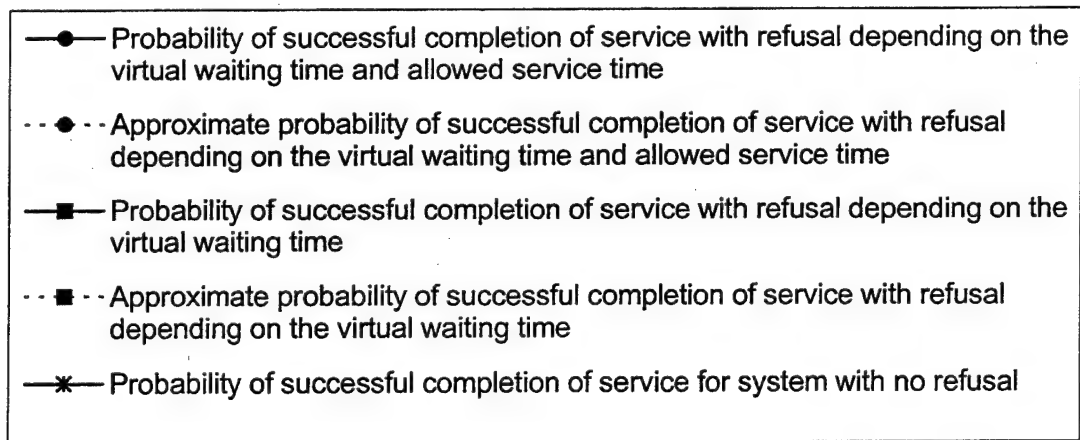 Probability of successful completion of service with refusal depending on the
virtual waiting time and allowed service time
Approximate probability of successful completion of service with refusal
depending on the virtual waiting time and allowed service time
Probability of successful completion of service with refusal depending on the
virtual waiting time
Approximate probability of successful completion of service with refusal
depending on the virtual waiting time
Probability of successful completion of service for system with no refusal